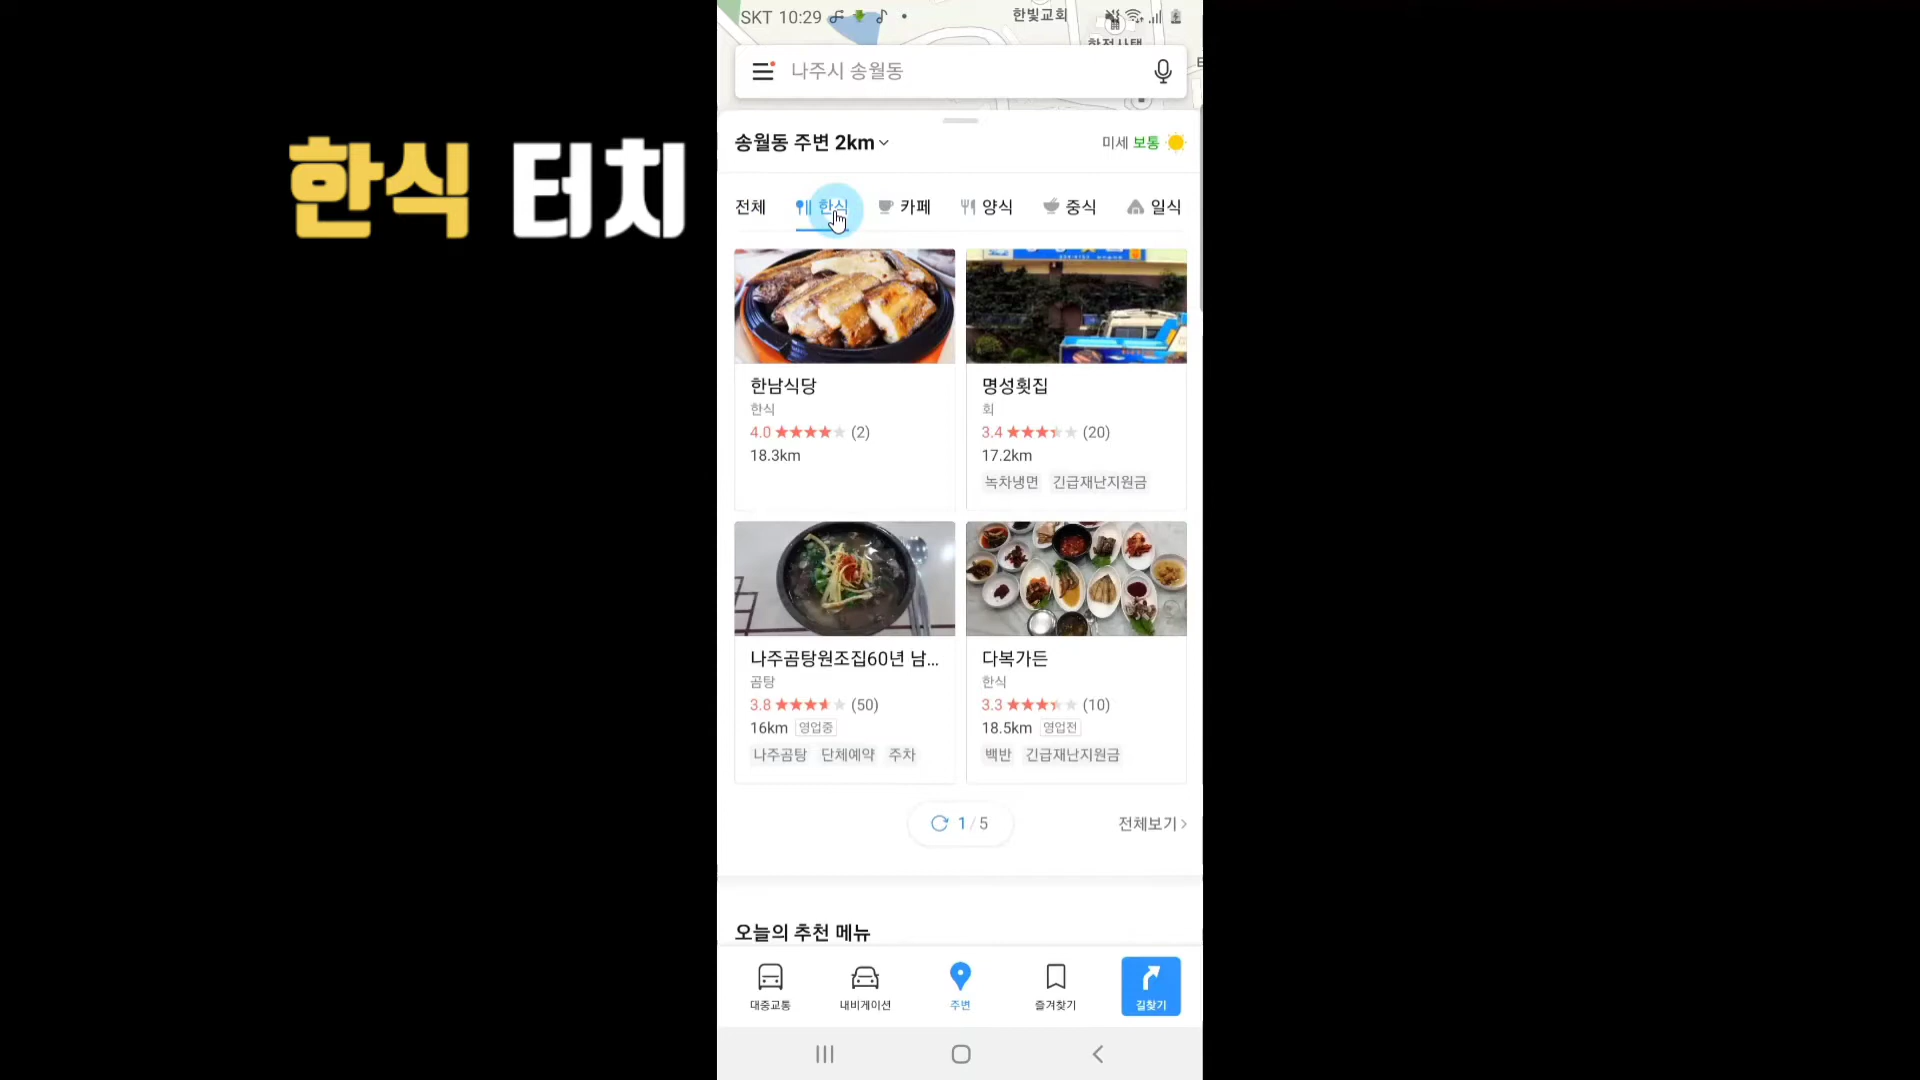 SKT 10:29
한빛교회
한전사택
나주시 송월동
한식 터치
송월동 주변 2km
미세 보통
전체 한식 카페 양식 중식 일식
한남식당
한식
4.0 ★★★★★ (2)
18.3km
명성횟집
회
3.4 ★★★★★ (20)
17.2km
녹차냉면 긴급재난지원금
나주곰탕원조집60년 남...
곰탕
3.8 ★★★★★ (50)
16km 영업중
나주곰탕 단체예약 주차
다복가든
한식
3.3 ★★★★★ (10)
18.5km 영업전
백반 긴급재난지원금
1 / 5
전체보기 >
오늘의 추천 메뉴
대중교통 내비게이션 주변 즐겨찾기 길찾기